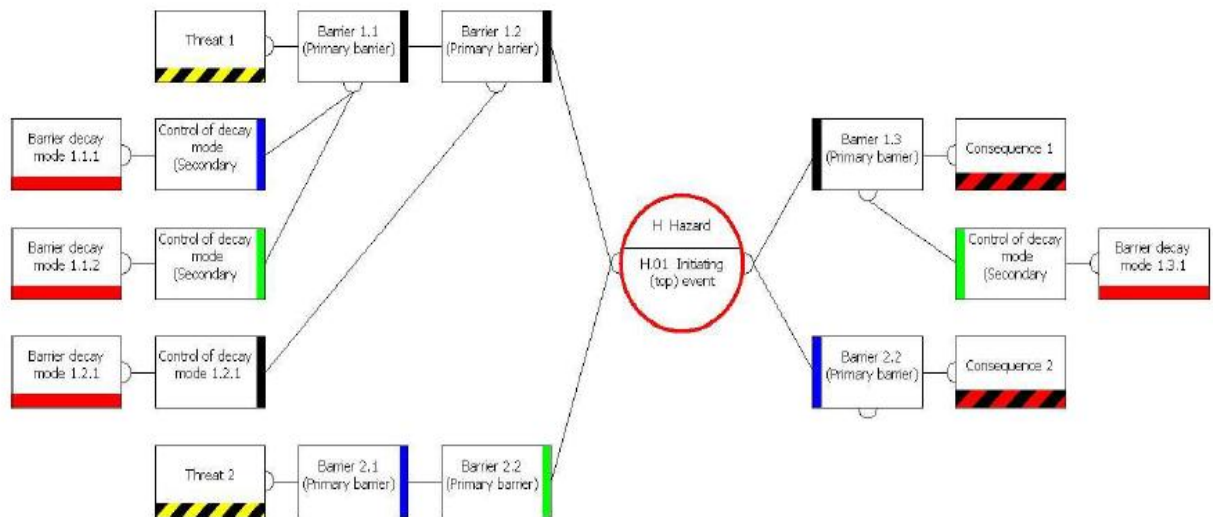 Threat 1
Barrier 1.1
(Primary barrier)
Barrier 1.2
(Primary barrier)
Barrier decay
mode 1.1.1
Control of decay
mode
(Secondary
Barrier decay
mode 1.1.2
Control of decay
mode
(Secondary
Barrier decay
mode 1.2.1
Control of decay
mode 1.2.1
Threat 2
Barrier 2.1
(Primary barrier)
Barrier 2.2
(Primary barrier)
H Hazard
H.01 Initiating
(top) event
Barrier 1.3
(Primary barrier)
Consequence 1
Control of decay
mode
(Secondary
Barrier decay
mode 1.3.1
Barrier 2.2
(Primary barrier)
Consequence 2